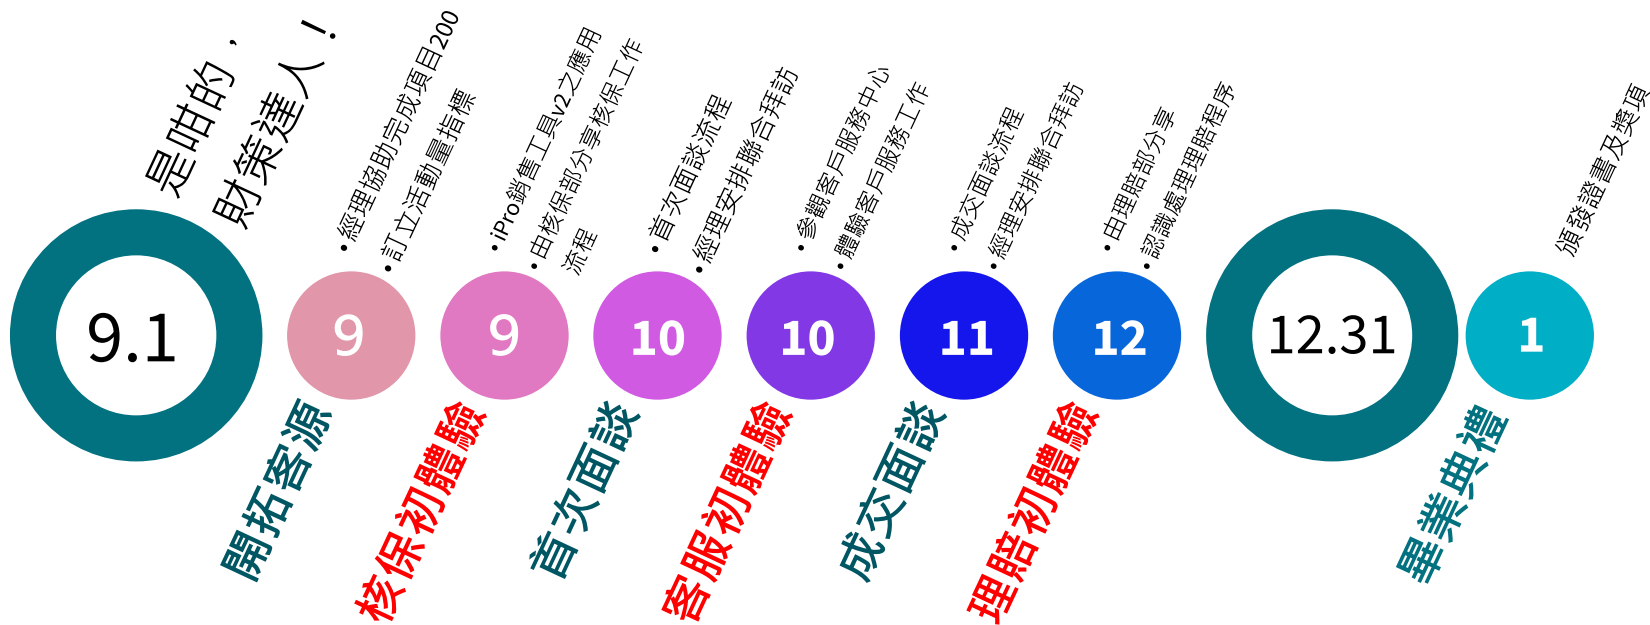 是咁的，
財策達人！
9.1
• 經理協助完成項目200
• 訂立活動量指標
9
開拓客源
• iPro銷售工具v2之應用
• 由核保部分享核保工作
流程
9
核保初體驗
• 首次面談流程
• 經理安排聯合拜訪
10
首次面談
• 參觀客戶服務中心
• 體驗客戶服務工作
10
客服初體驗
• 成交面談流程
• 經理安排聯合拜訪
11
成交面談
• 由理賠部分享
• 認識處理理賠程序
12
理賠初體驗
12.31
頒發證書及獎項
1
畢業典禮